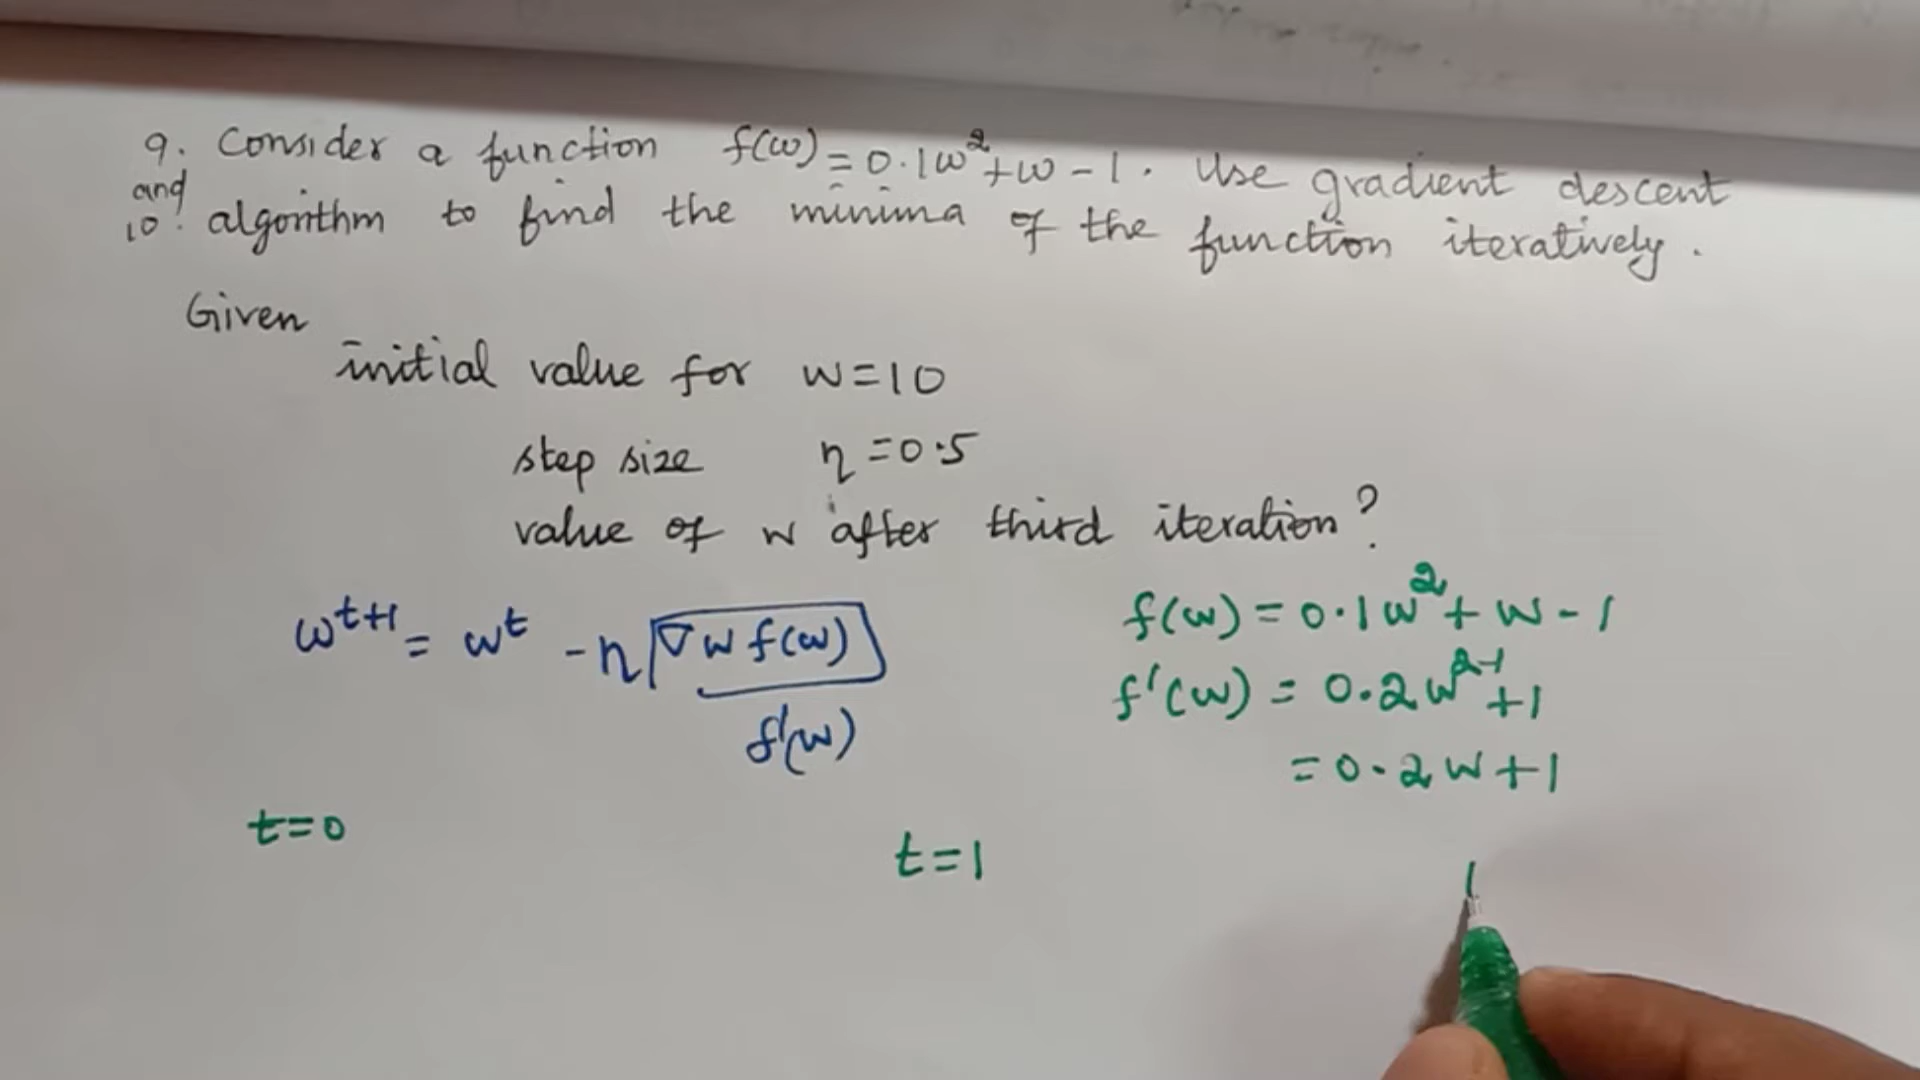 9. Consider a function f(w) = 0.1w²+w-1. Use gradient descent
and
10. algorithm to find the minima of the function iteratively.
Given
initial value for w=10
step size η=0.5
value of w after third iteration?
w^{t+1} = w^t - η ∇w f(w)
f'(w)
f(w) = 0.1w²+w-1
f'(w) = 0.2w^{2-1}+1
=0.2w+1
t=0
t=1